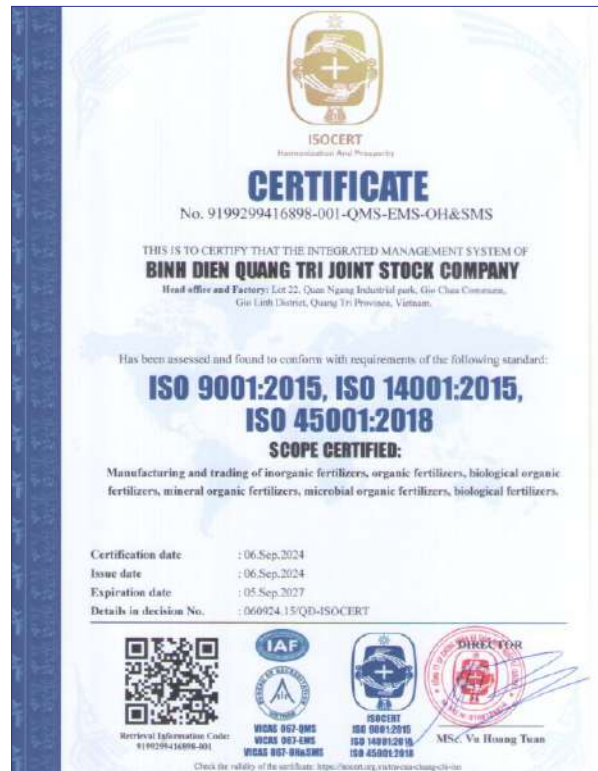 ISOCERT
Harmonization And Prosperity
CERTIFICATE
No. 9199299416898-001-QMS-EMS-OH&SMS
THIS IS TO CERTIFY THAT THE INTEGRATED MANAGEMENT SYSTEM OF
BINH DIEN QUANG TRI JOINT STOCK COMPANY
Head office and Factory: Lot 22, Quan Ngang Industrial park, Gio Chau Commune,
Gio Linh District, Quang Tri Province, Vietnam.
Has been assessed and found to conform with requirements of the following standard:
ISO 9001:2015, ISO 14001:2015,
ISO 45001:2018
SCOPE CERTIFIED:
Manufacturing and trading of inorganic fertilizers, organic fertilizers, biological organic
fertilizers, mineral organic fertilizers, microbial organic fertilizers, biological fertilizers.
Certification date : 06.Sep.2024
Issue date : 06.Sep.2024
Expiration date : 05.Sep.2027
Details in decision No. : 060924.15/QD-ISOCERT
IAF
DIRECTOR
VICAS 067-QMS
VICAS 067-EMS
VICAS 067-OH&SMS
ISOCERT
ISO 9001:2015
ISO 14001:2015
ISO 45001:2018
Retrieval Information Code:
9199299416898-001
MSc. Vu Hoang Tuan
Check the validity of the certificate: